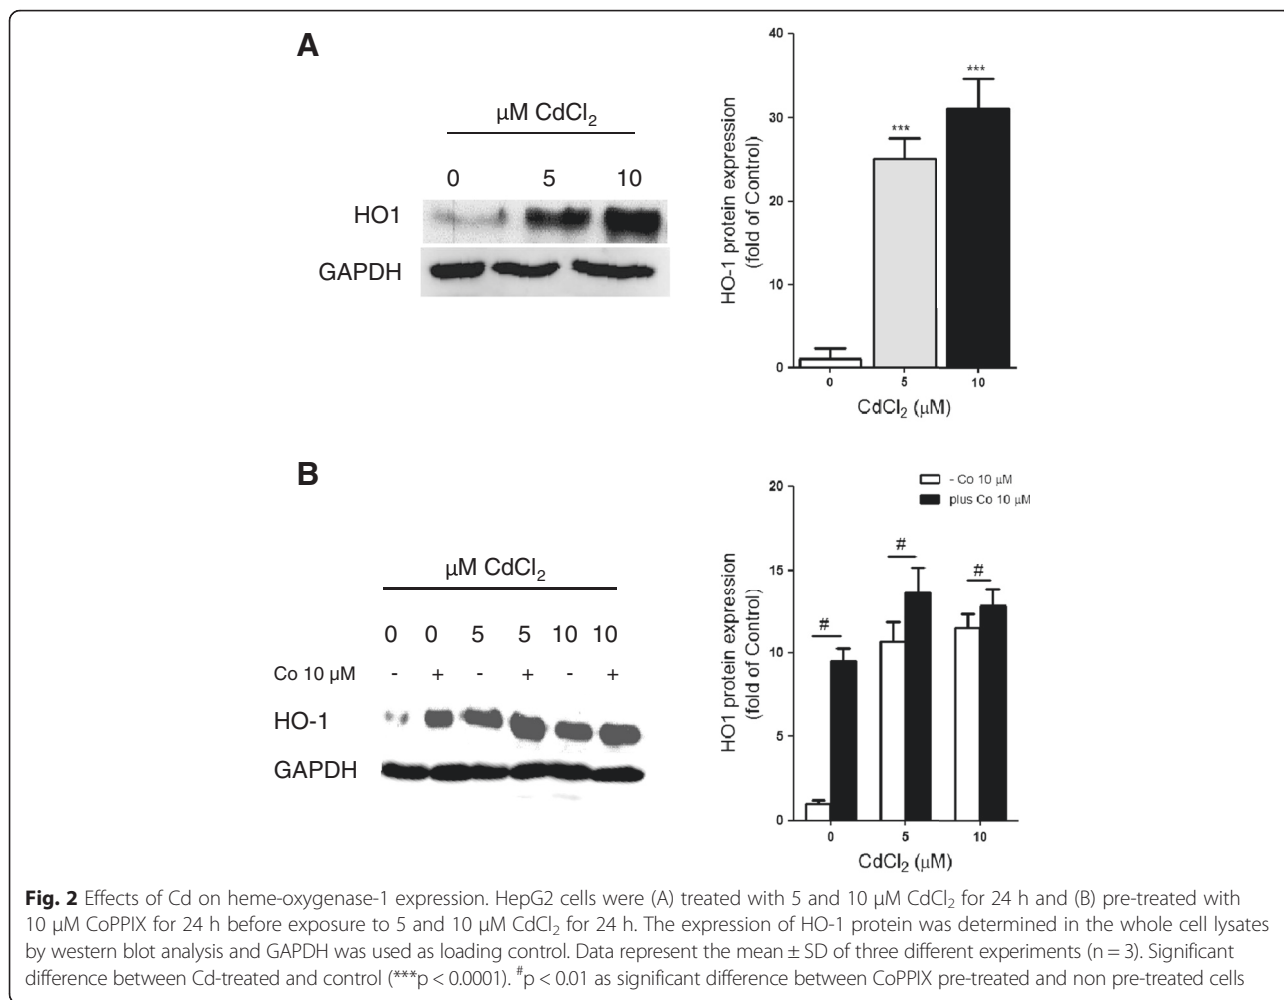 A
μM CdCl2
0 5 10
HO1
GAPDH
HO-1 protein expression
(fold of Control)
40
30
20
10
0
***
***
0 5 10
CdCl2 (μM)
B
μM CdCl2
0 0 5 5 10 10
Co 10 μM - + - + - +
HO-1
GAPDH
- Co 10 μM
plus Co 10 μM
HO1 protein expression
(fold of Control)
20
15
10
5
0
#
#
#
0 5 10
CdCl2 (μM)
Fig. 2 Effects of Cd on heme-oxygenase-1 expression. HepG2 cells were (A) treated with 5 and 10 μM CdCl2 for 24 h and (B) pre-treated with
10 μM CoPPIX for 24 h before exposure to 5 and 10 μM CdCl2 for 24 h. The expression of HO-1 protein was determined in the whole cell lysates
by western blot analysis and GAPDH was used as loading control. Data represent the mean ± SD of three different experiments (n = 3). Significant
difference between Cd-treated and control (***p < 0.0001). #p < 0.01 as significant difference between CoPPIX pre-treated and non pre-treated cells